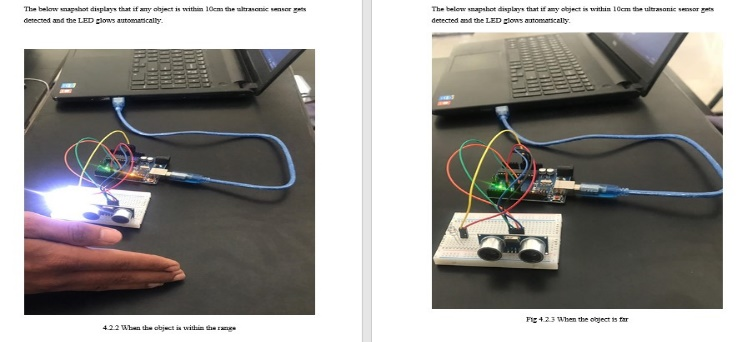 The below snapshot displays that if any object is within 10cm the ultrasonic sensor gets
detected and the LED glows automatically.
4.2.2 When the object is within the range
The below snapshot displays that if any object is within 10cm the ultrasonic sensor gets
detected and the LED glows automatically.
Fig 4.2.3 When the object is far